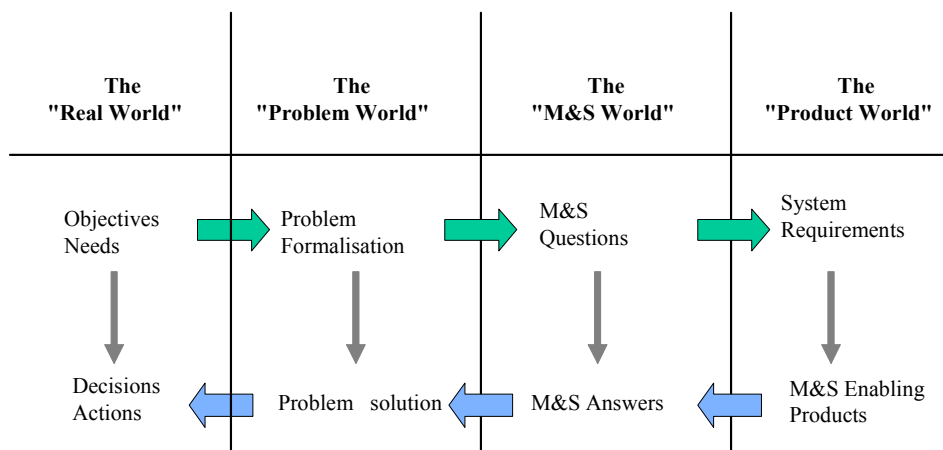 The
"Real World"
The
"Problem World"
The
"M&S World"
The
"Product World"
Objectives
Needs
Problem
Formalisation
M&S
Questions
System
Requirements
Decisions
Actions
Problem solution
M&S Answers
M&S Enabling
Products